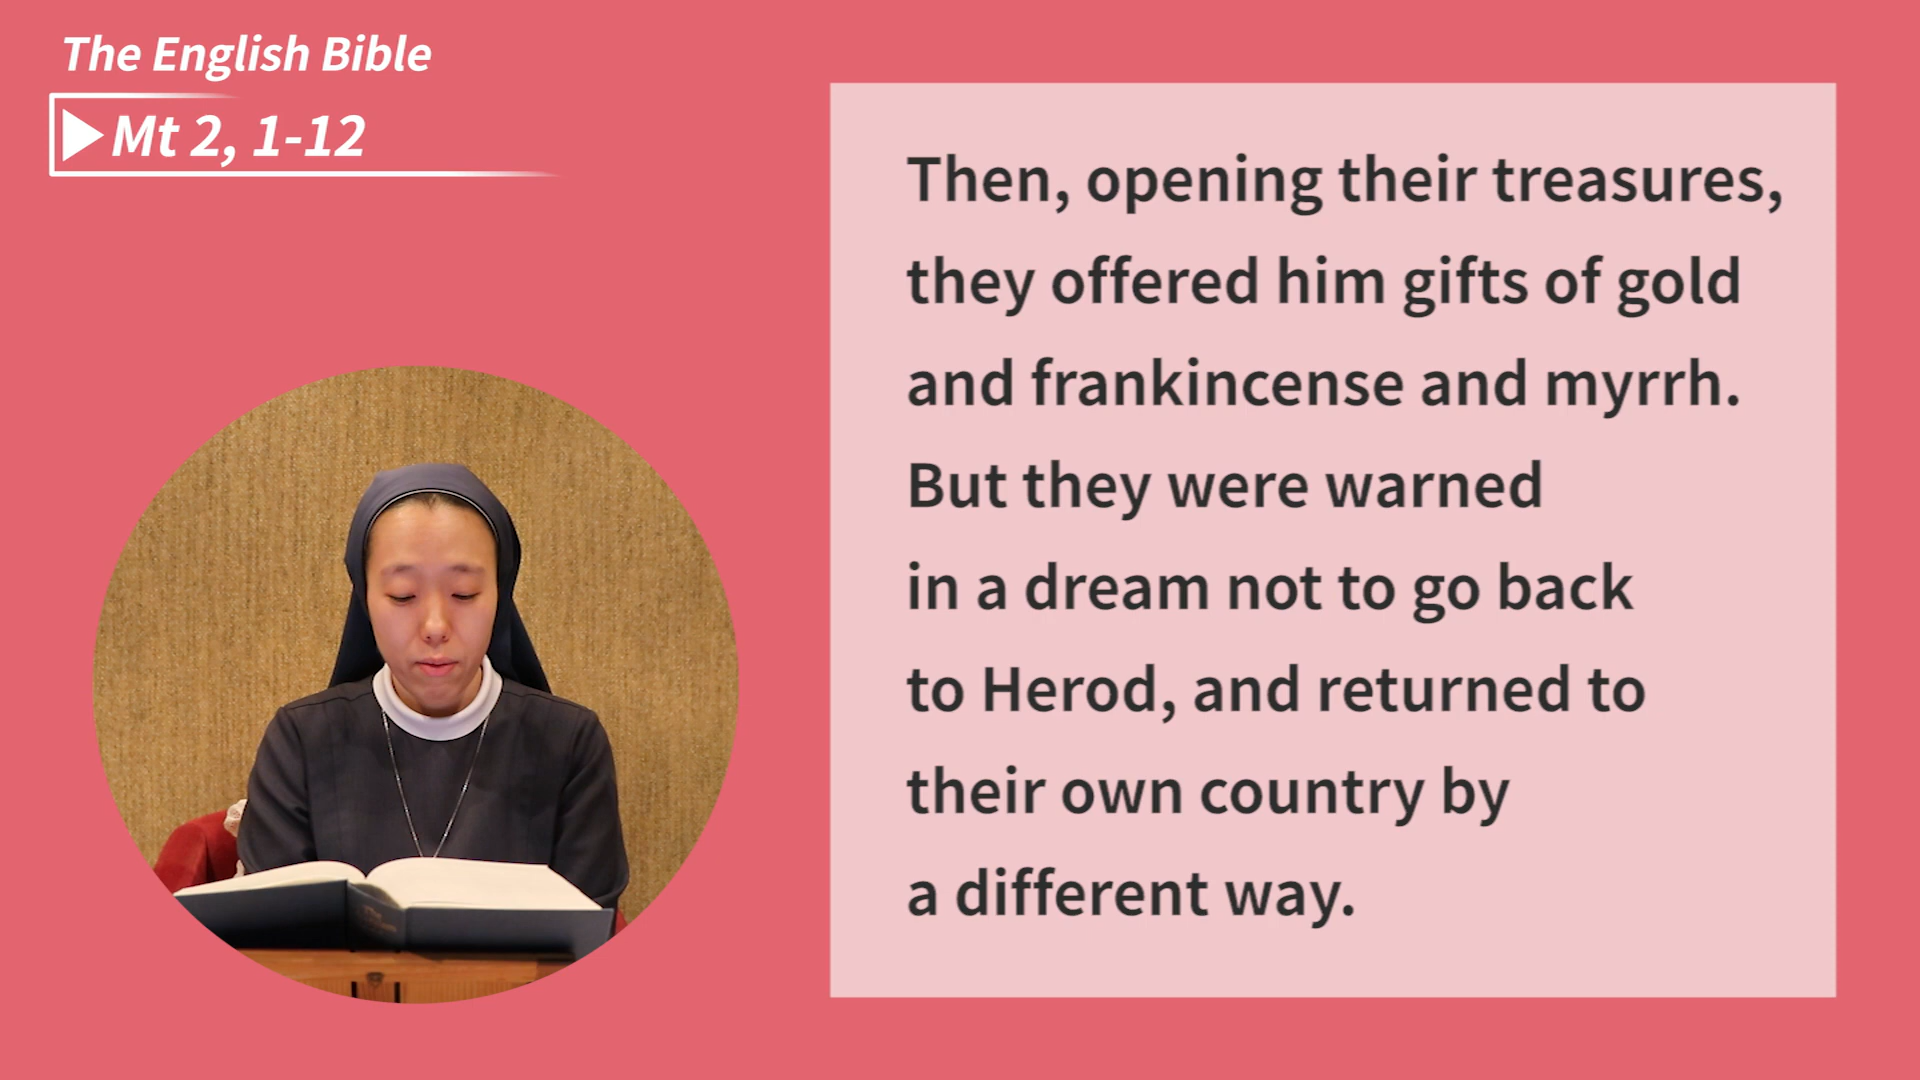 The English Bible
Mt 2, 1-12
Then, opening their treasures,
they offered him gifts of gold
and frankincense and myrrh.
But they were warned
in a dream not to go back
to Herod, and returned to
their own country by
a different way.